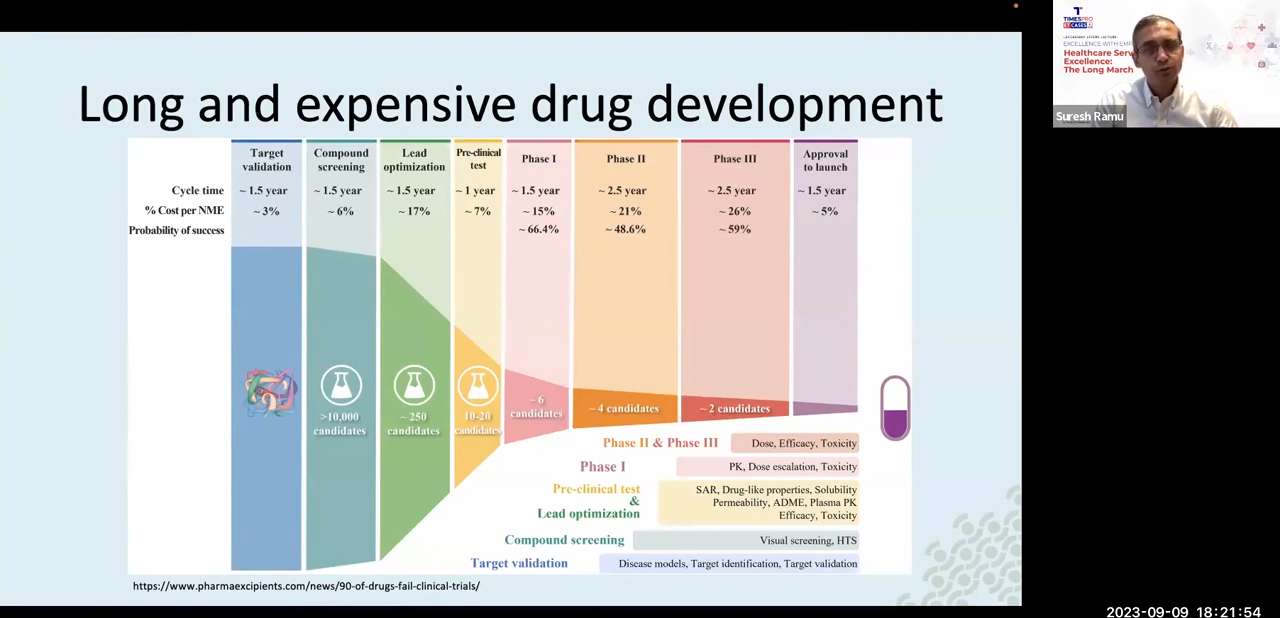 Long and expensive drug development
Target validation
Compound screening
Lead optimization
Pre-clinical test
Phase I
Phase II
Phase III
Approval to launch
Cycle time ~ 1.5 year ~ 1.5 year ~ 1.5 year ~ 1 year ~ 1.5 year ~ 2.5 year ~ 2.5 year ~ 1.5 year
% Cost per NME ~ 3% ~ 6% ~ 17% ~ 7% ~ 15% ~ 21% ~ 26% ~ 5%
Probability of success ~ 66.4% ~ 48.6% ~ 59%
>10,000
candidates
~ 250
candidates
10-20
candidates
~ 6
candidates
~ 4 candidates
~ 2 candidates
Phase II & Phase III Dose, Efficacy, Toxicity
Phase I PK, Dose escalation, Toxicity
Pre-clinical test
&
Lead optimization
SAR, Drug-like properties, Solubility
Permeability, ADME, Plasma PK
Efficacy, Toxicity
Compound screening Visual screening, HTS
Target validation Disease models, Target identification, Target validation
https://www.pharmaexcipients.com/news/90-of-drugs-fail-clinical-trials/
TIMESPRO
EXCELLENCE WITH
Healthcare Serv
Excellence:
The Long March
Suresh Ramu
2023-09-09 18:21:54